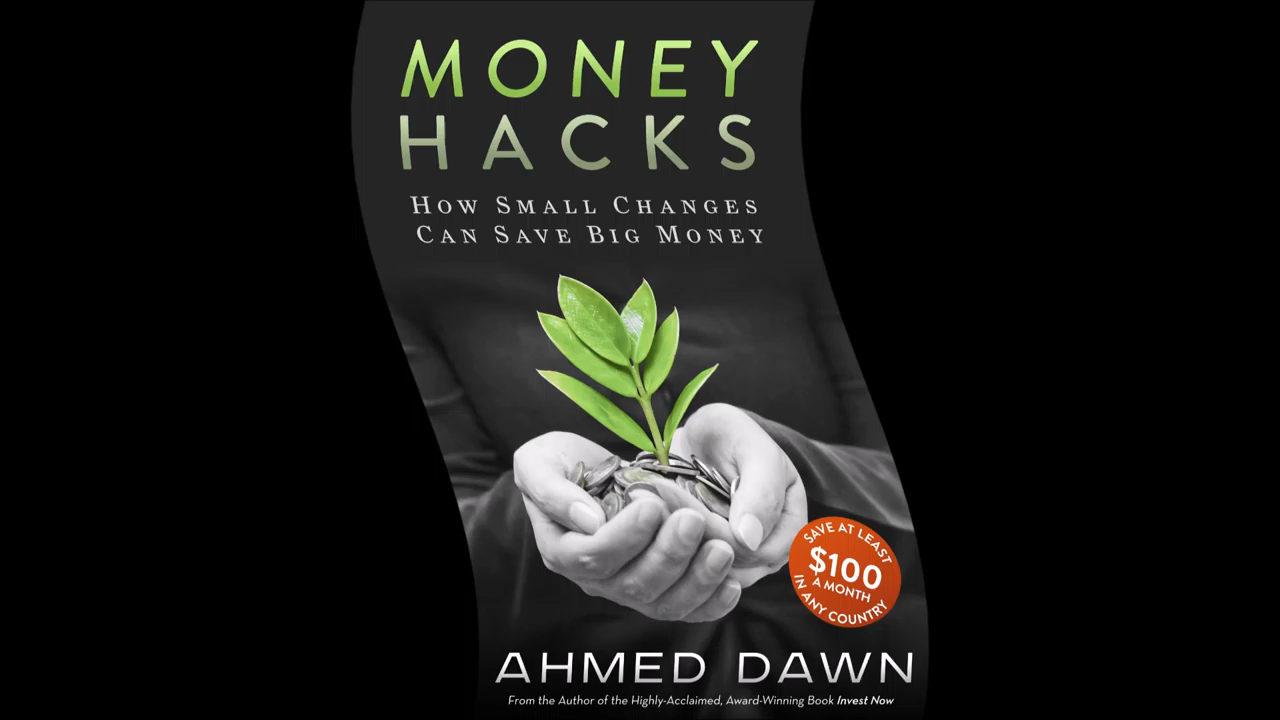 MONEY
HACKS
How Small Changes
Can Save Big Money
SAVE AT LEAST
$100
A MONTH
IN ANY COUNTRY
AHMED DAWN
From the Author of the Highly-Acclaimed, Award-Winning Book Invest Now